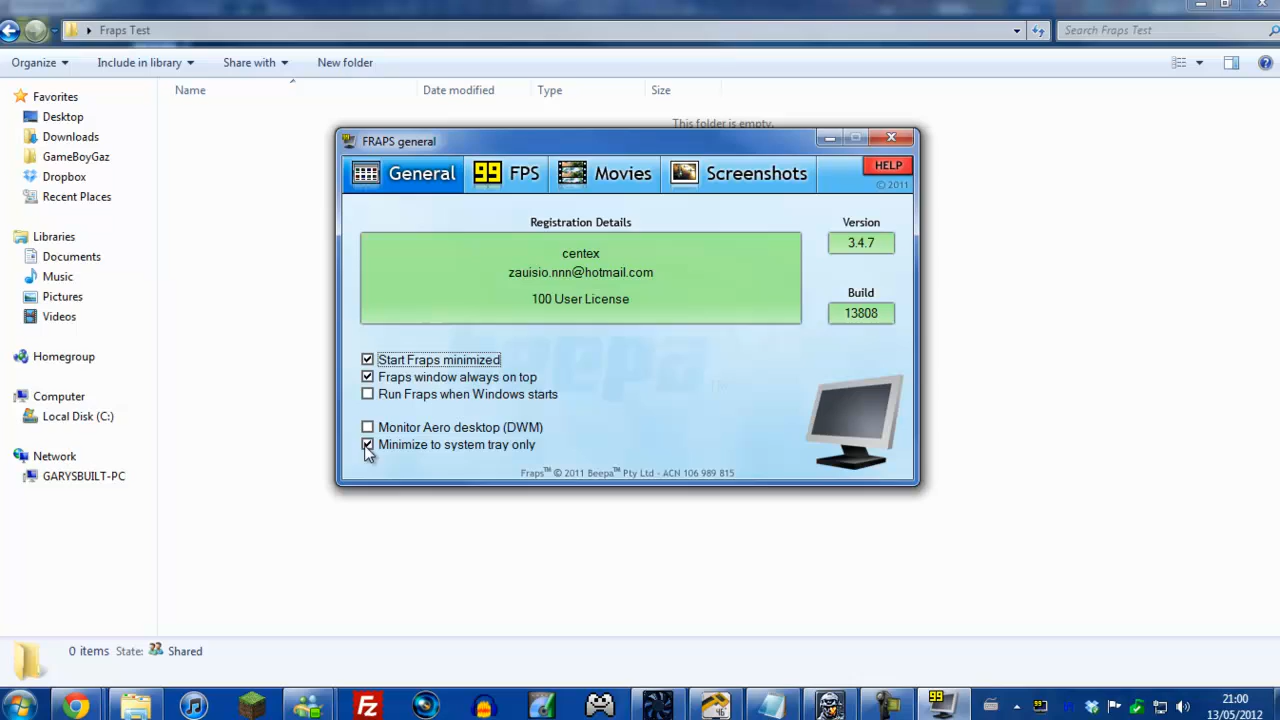 Fraps Test
Search Fraps Test
Organize
Include in library
Share with
New folder
Name
Date modified
Type
Size
This folder is empty.
Favorites
Desktop
Downloads
GameBoyGaz
Dropbox
Recent Places
Libraries
Documents
Music
Pictures
Videos
Homegroup
Computer
Local Disk (C:)
Network
GARYSBUILT-PC
FRAPS general
General
99 FPS
Movies
Screenshots
HELP
© 2011
Registration Details
centex
zauisio.nnn@hotmail.com
100 User License
Version
3.4.7
Build
13808
beepa
Start Fraps minimized
Fraps window always on top
Run Fraps when Windows starts
Monitor Aero desktop (DWM)
Minimize to system tray only
Fraps™ © 2011 Beepa™ Pty Ltd - ACN 106 989 815
0 items State: Shared
Fz
99
21:00
13/05/2012